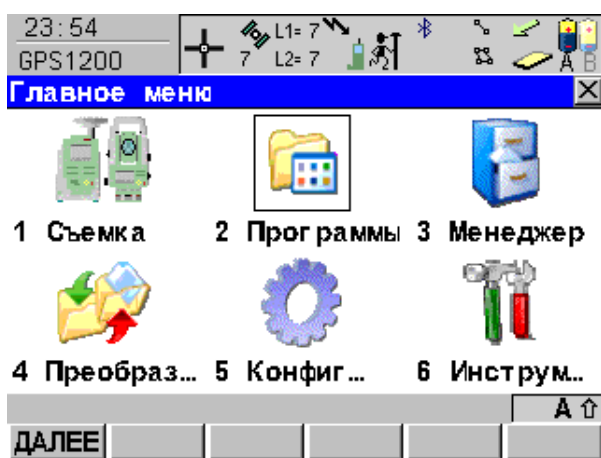 23:54 L1= 7
GPS1200 7 L2= 7 A B
Главное меню
1 Съемка 2 Программы 3 Менеджер
4 Преобраз... 5 Конфиг... 6 Инструм...
A
ДАЛЕЕ